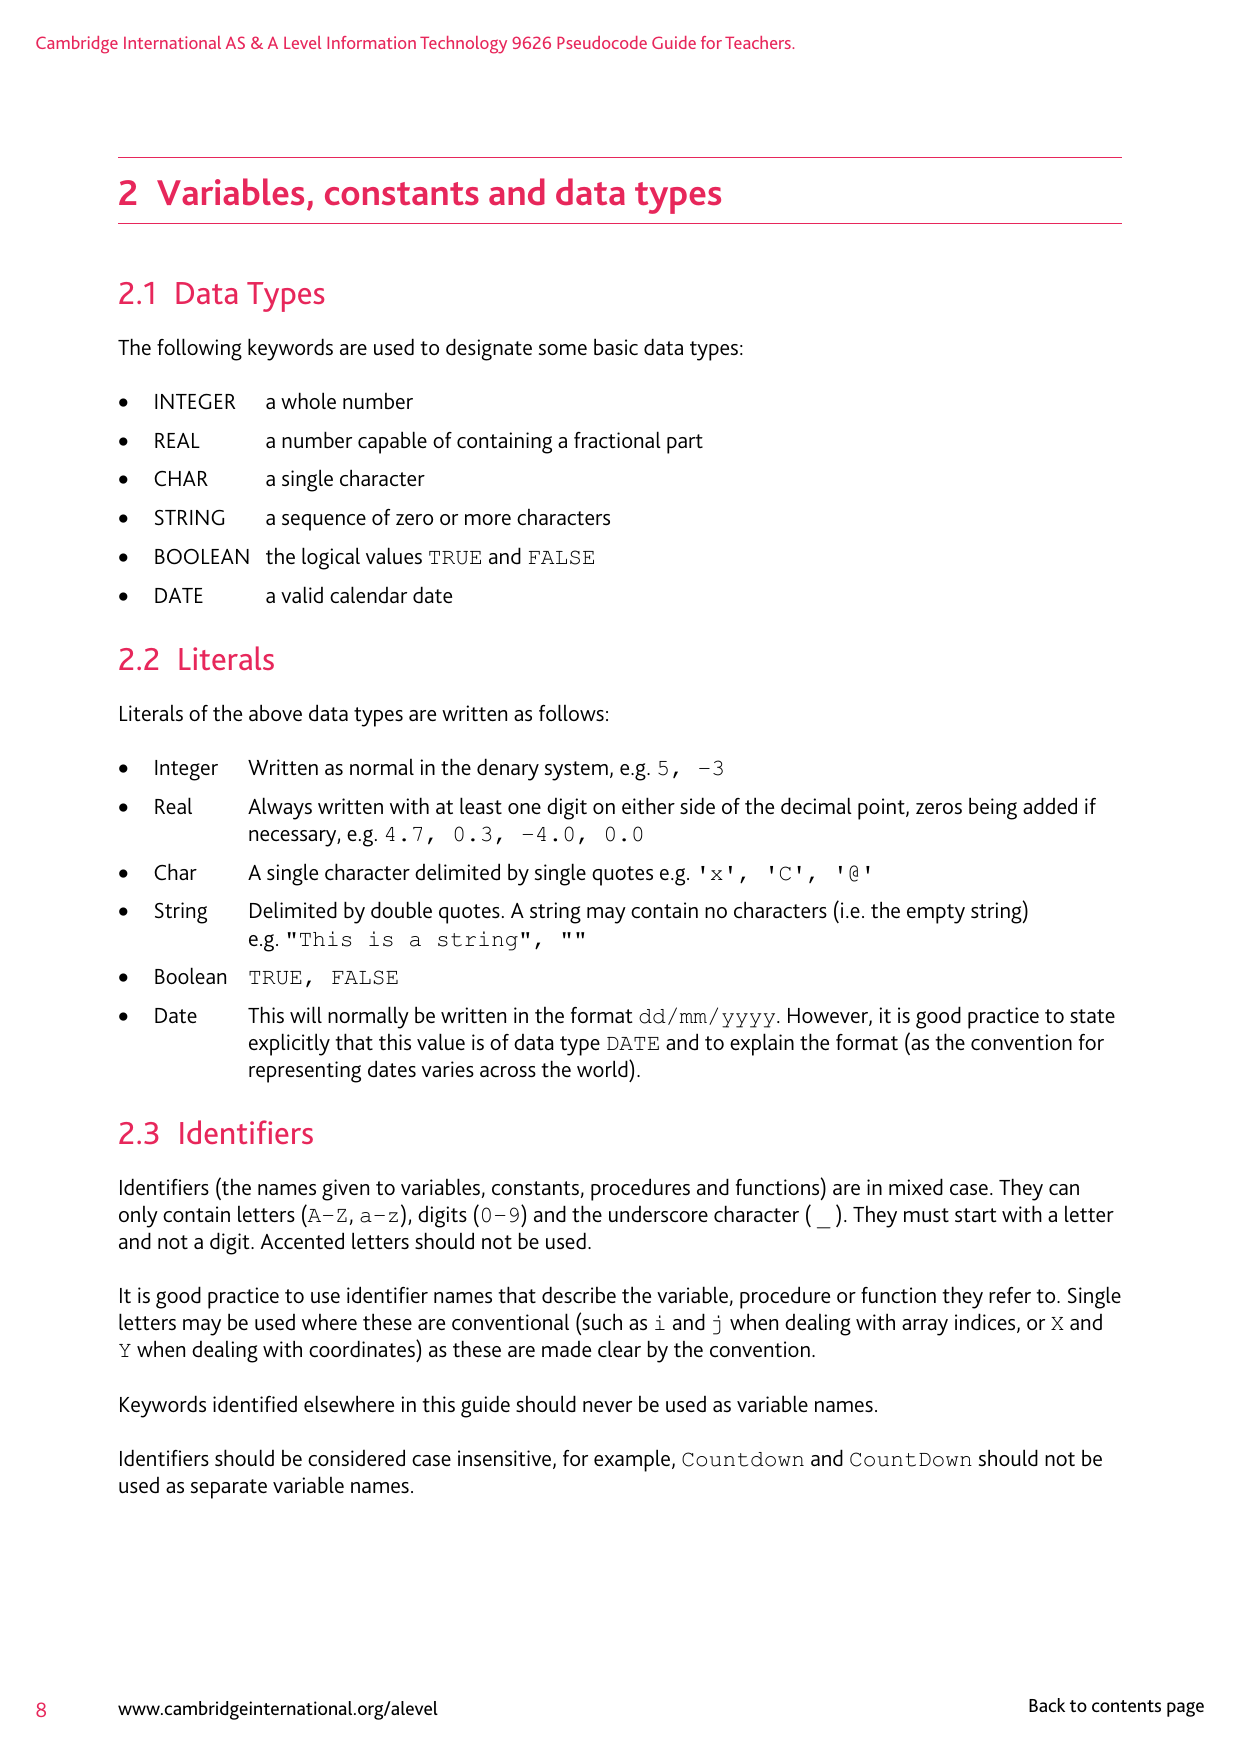 Cambridge International AS & A Level Information Technology 9626 Pseudocode Guide for Teachers.
2 Variables, constants and data types
2.1 Data Types
The following keywords are used to designate some basic data types:
• INTEGER a whole number
• REAL a number capable of containing a fractional part
• CHAR a single character
• STRING a sequence of zero or more characters
• BOOLEAN the logical values TRUE and FALSE
• DATE a valid calendar date
2.2 Literals
Literals of the above data types are written as follows:
• Integer Written as normal in the denary system, e.g. 5, -3
• Real Always written with at least one digit on either side of the decimal point, zeros being added if
necessary, e.g. 4.7, 0.3, -4.0, 0.0
• Char A single character delimited by single quotes e.g. 'x', 'C', '@'
• String Delimited by double quotes. A string may contain no characters (i.e. the empty string)
e.g. "This is a string", ""
• Boolean TRUE, FALSE
• Date This will normally be written in the format dd/mm/yyyy. However, it is good practice to state
explicitly that this value is of data type DATE and to explain the format (as the convention for
representing dates varies across the world).
2.3 Identifiers
Identifiers (the names given to variables, constants, procedures and functions) are in mixed case. They can
only contain letters (A-Z, a-z), digits (0-9) and the underscore character ( _ ). They must start with a letter
and not a digit. Accented letters should not be used.
It is good practice to use identifier names that describe the variable, procedure or function they refer to. Single
letters may be used where these are conventional (such as i and j when dealing with array indices, or X and
Y when dealing with coordinates) as these are made clear by the convention.
Keywords identified elsewhere in this guide should never be used as variable names.
Identifiers should be considered case insensitive, for example, Countdown and CountDown should not be
used as separate variable names.
8 www.cambridgeinternational.org/alevel Back to contents page